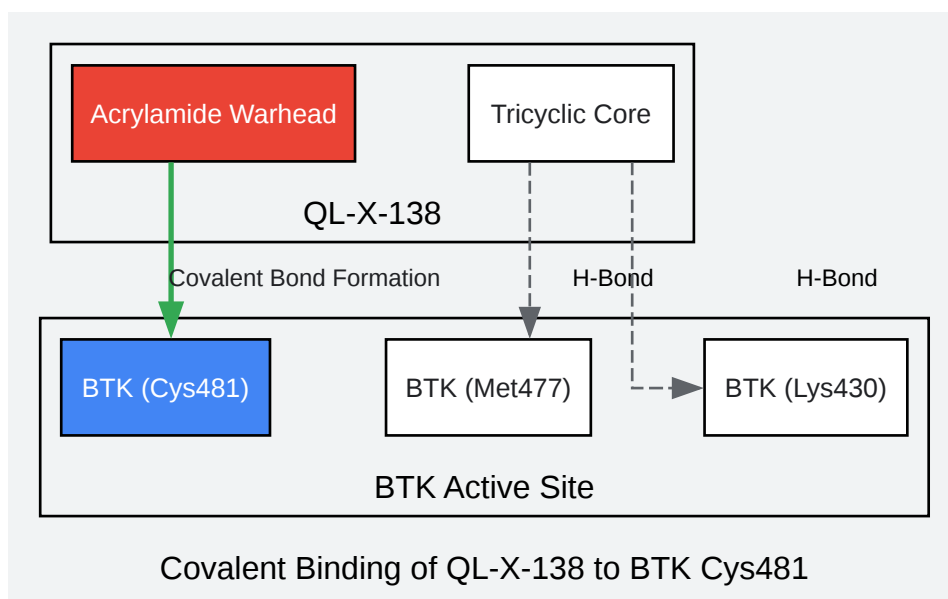 Acrylamide Warhead
Tricyclic Core
QL-X-138
Covalent Bond Formation
H-Bond
H-Bond
BTK (Cys481)
BTK (Met477)
BTK (Lys430)
BTK Active Site
Covalent Binding of QL-X-138 to BTK Cys481